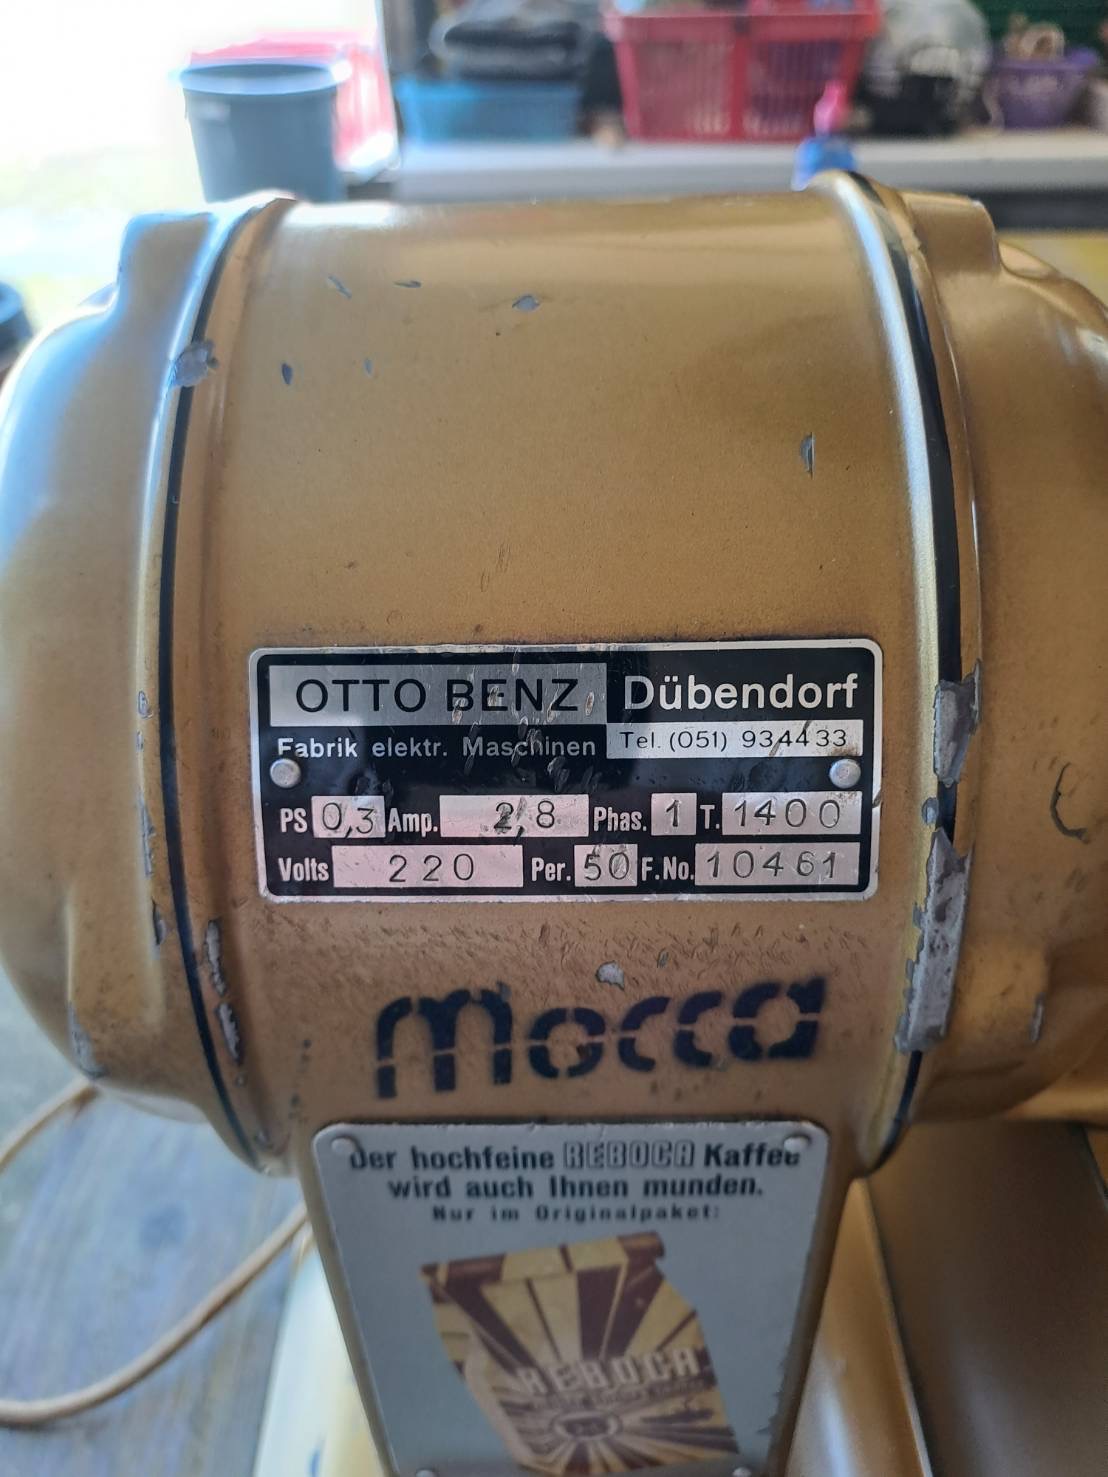 OTTO BENZ Dübendorf
Fabrik elektr. Maschinen Tel. (051) 934433
PS 0,3 Amp. 2,8 Phas. 1 T. 1400
Volts 220 Per. 50 F.No. 10461
mocca
Der hochfeine REBOCA Kaffee
wird auch Ihnen munden.
Nur im Originalpaket:
REBOCA